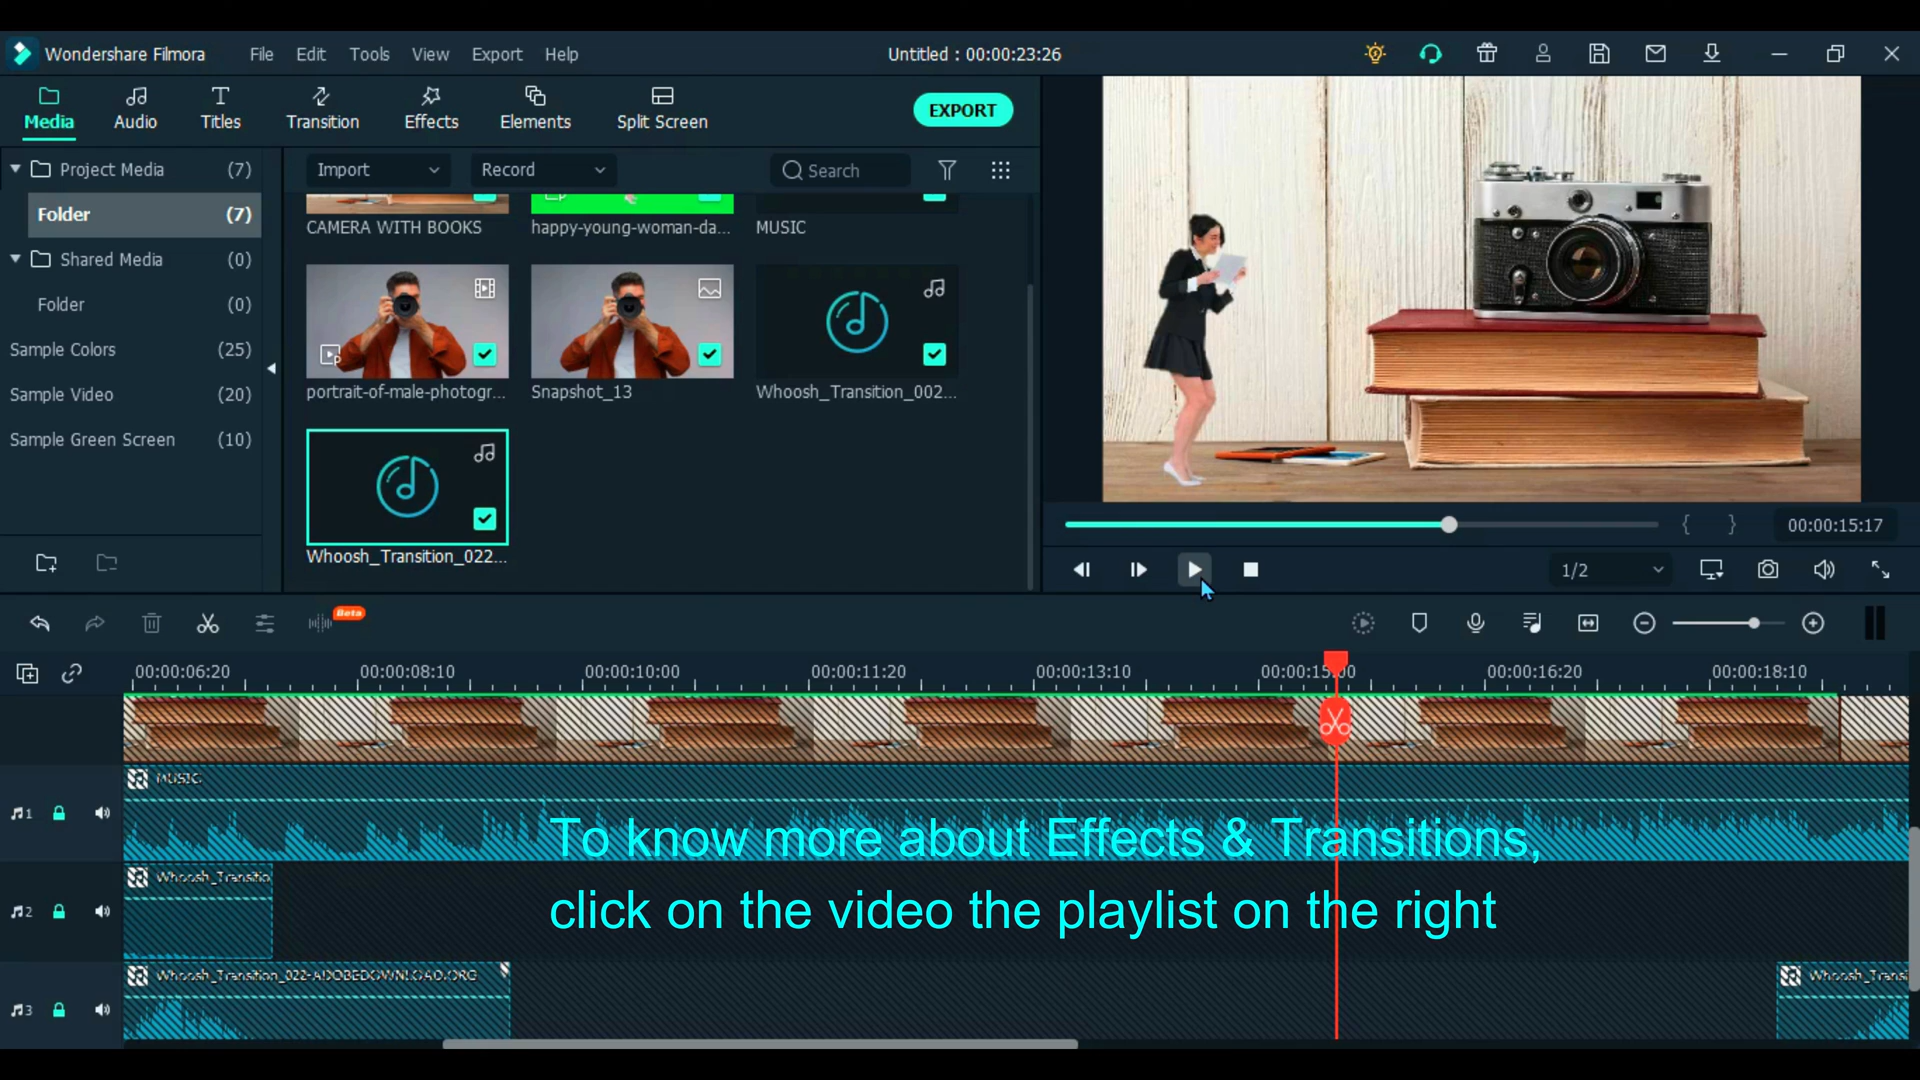 Wondershare Filmora
File
Edit
Tools
View
Export
Help
Untitled : 00:00:23:26
Media
Audio
Titles
Transition
Effects
Elements
Split Screen
EXPORT
Project Media (7)
Folder (7)
Shared Media (0)
Folder (0)
Sample Colors (25)
Sample Video (20)
Sample Green Screen (10)
Import
Record
Search
CAMERA WITH BOOKS
happy-young-woman-da...
MUSIC
portrait-of-male-photogr...
Snapshot_13
Whoosh_Transition_002...
Whoosh_Transition_022...
{ }
00:00:15:17
1/2
Beta
00:00:06:20
00:00:08:10
00:00:10:00
00:00:11:20
00:00:13:10
00:00:16:20
00:00:18:10
MUSIC
1
To know more about Effects & Transitions,
click on the video the playlist on the right
Whoosh_Transitio
2
Whoosh_Transition_022-ADOBEDOWNLOAD.ORG
Whoosh_Transi
3